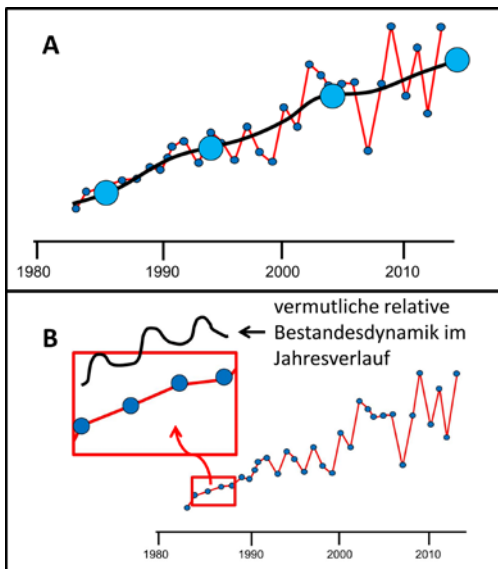 A
1980 1990 2000 2010
B
vermutliche relative
Bestandesdynamik im
Jahresverlauf
1980 1990 2000 2010